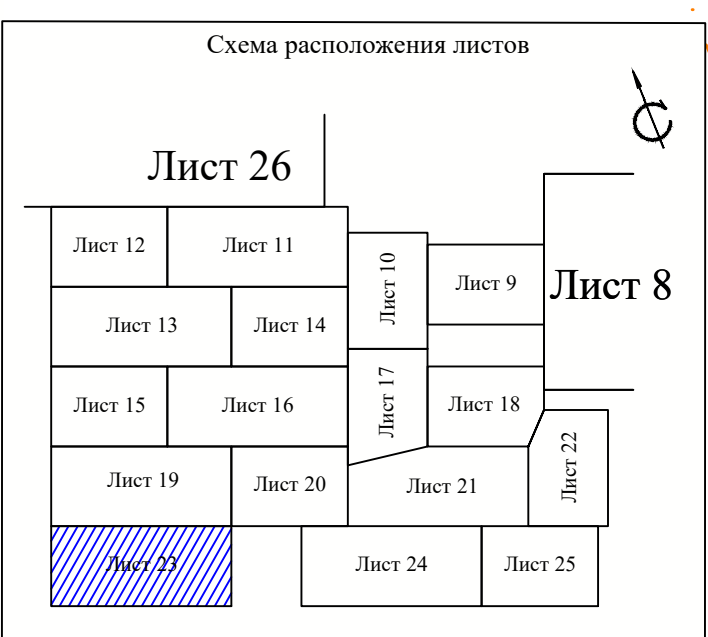 Схема расположения листов
С
Лист 26
Лист 12
Лист 11
Лист 10
Лист 9
Лист 8
Лист 13
Лист 14
Лист 15
Лист 16
Лист 17
Лист 18
Лист 19
Лист 20
Лист 21
Лист 22
Лист 23
Лист 24
Лист 25